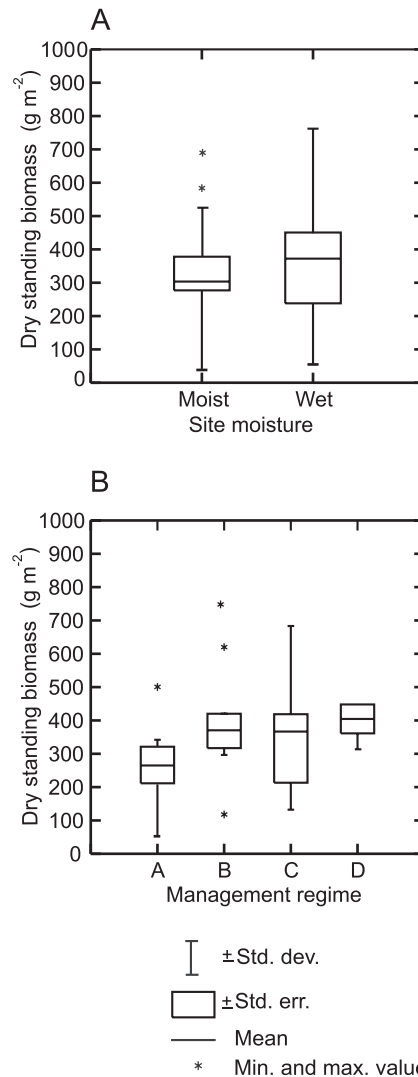 A
1000
900
800
700
600
500
400
300
200
100
0
Dry standing biomass (g m-2)
Moist Wet
Site moisture
B
1000
900
800
700
600
500
400
300
200
100
0
Dry standing biomass (g m-2)
A B C D
Management regime
±Std. dev.
±Std. err.
Mean
* Min. and max. value